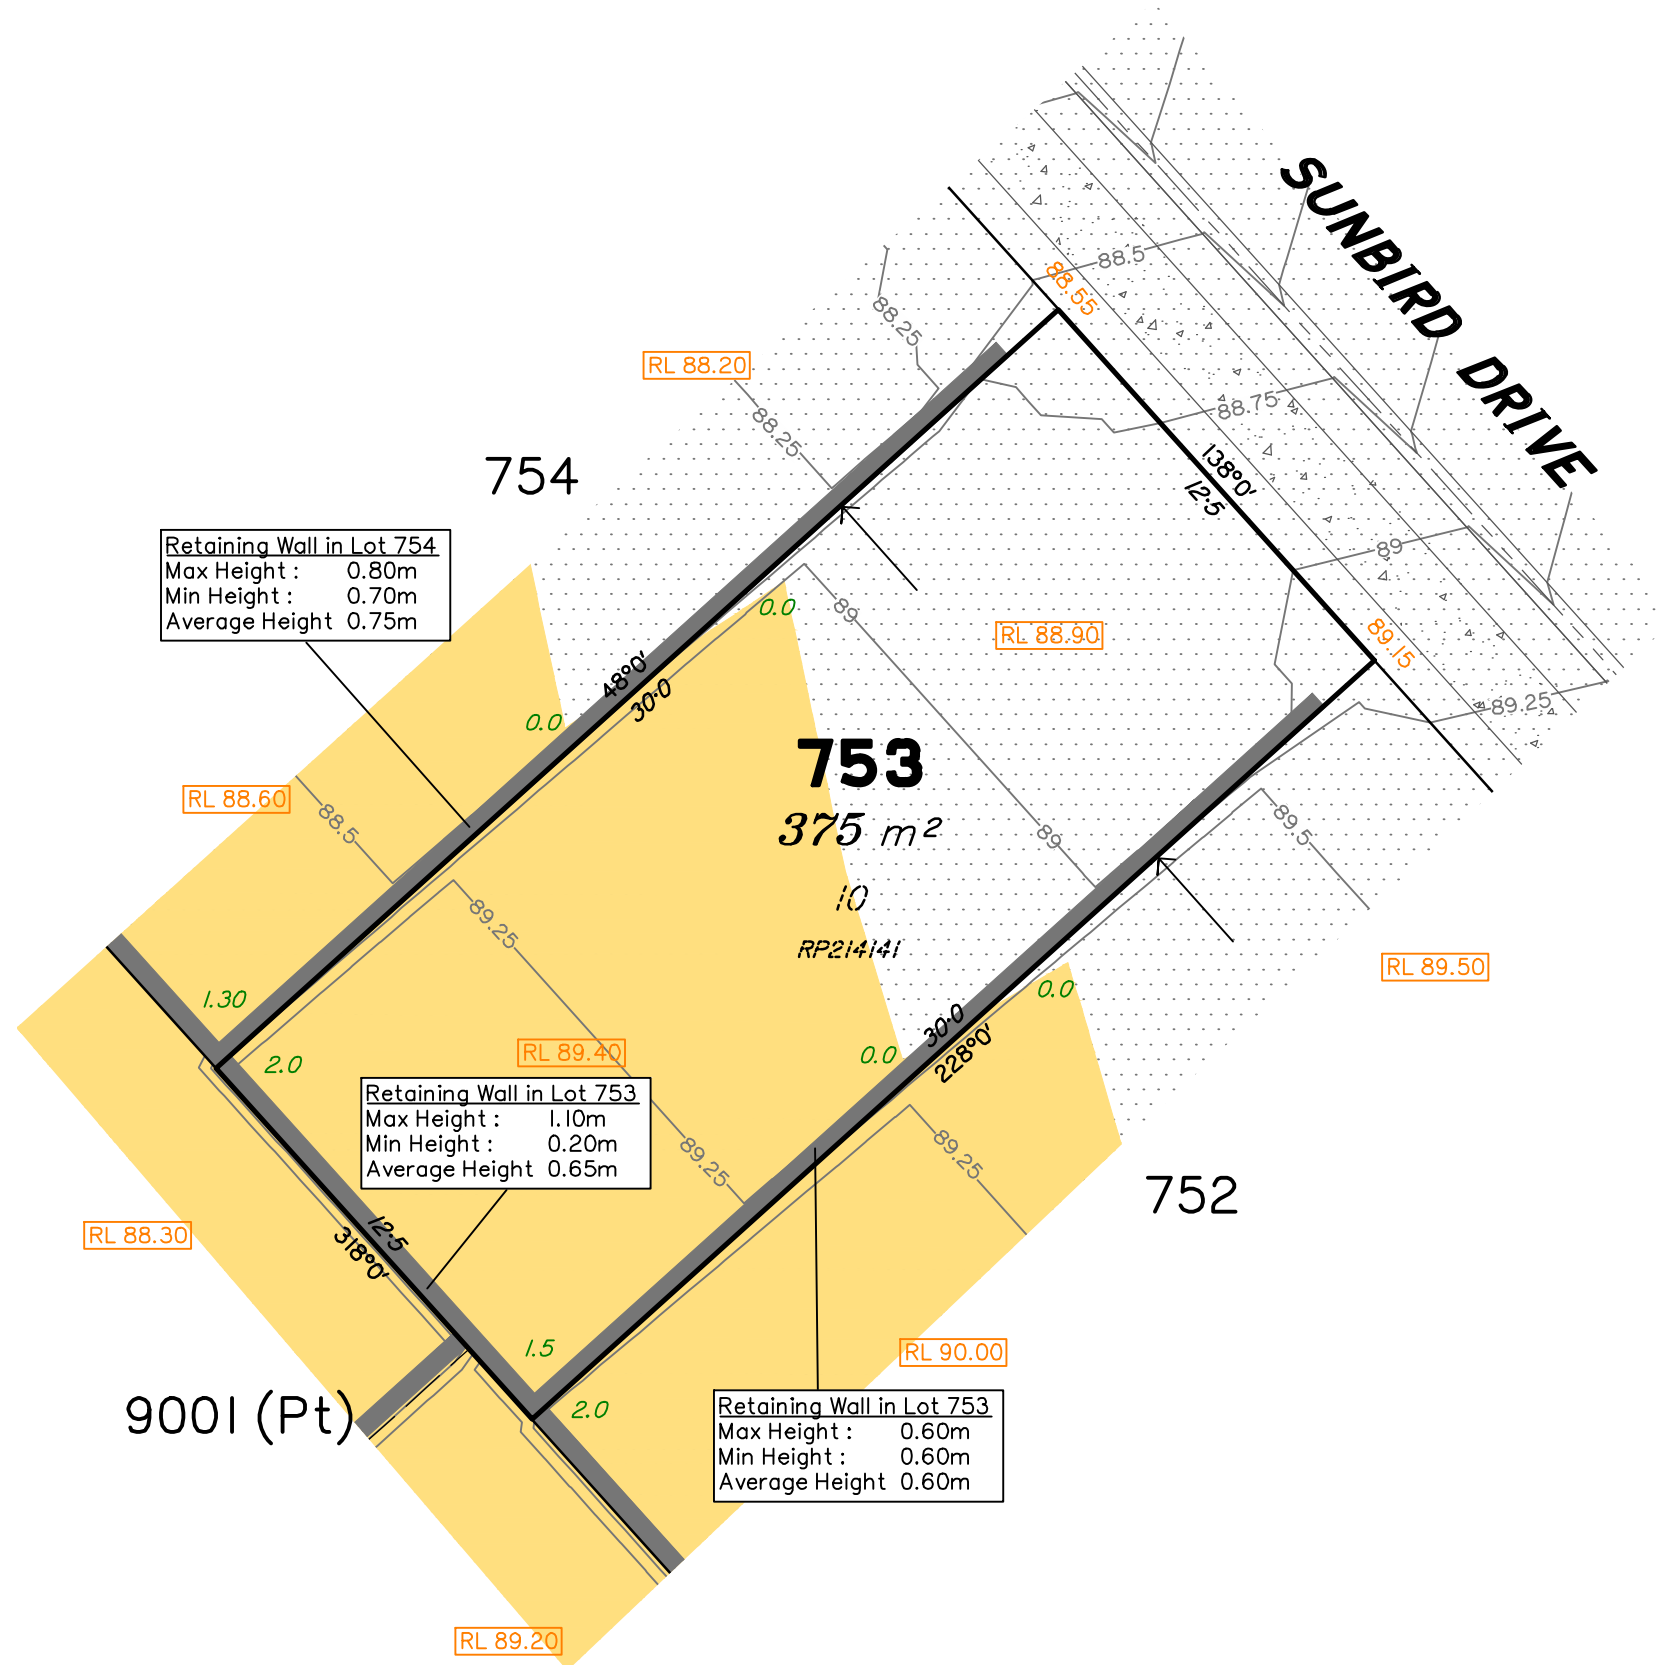 SUNBIRD DRIVE
88.5
88.55
88.25
RL 88.20
88.25
88.75
138°0'
12.5
754
89
Retaining Wall in Lot 754
Max Height : 0.80m
Min Height : 0.70m
Average Height 0.75m
0.0
89
RL 88.90
89.15
48°0'
30.0
0.0
89.25
753
RL 88.60
88.5
375 m²
89
89.5
10
89.25
RP214141
RL 89.50
1.30
0.0
30.0
228°0'
0.0
2.0
RL 89.40
Retaining Wall in Lot 753
Max Height : 1.10m
Min Height : 0.20m
Average Height 0.65m
89.25
89.25
752
RL 88.30
12.5
318°0'
1.5
RL 90.00
9001 (Pt)
2.0
Retaining Wall in Lot 753
Max Height : 0.60m
Min Height : 0.60m
Average Height 0.60m
RL 89.20